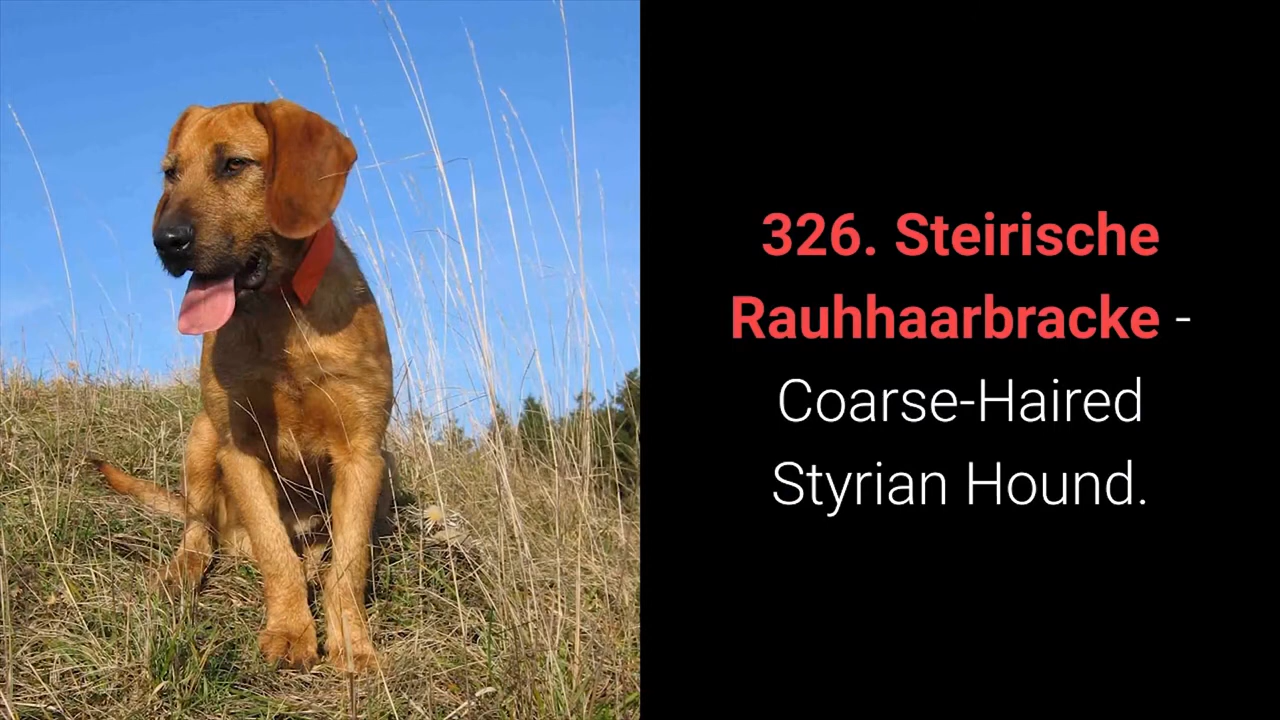 326. Steirische
Rauhhaarbracke -
Coarse-Haired
Styrian Hound.